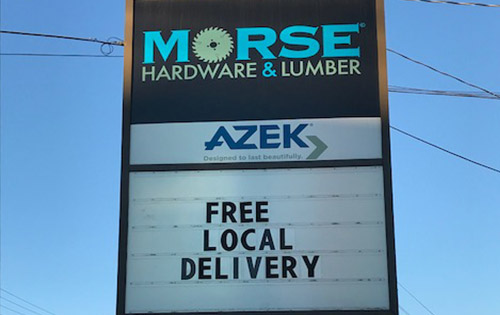 MORSE®
HARDWARE & LUMBER
AZEK
Designed to last beautifully.
FREE
LOCAL
DELIVERY